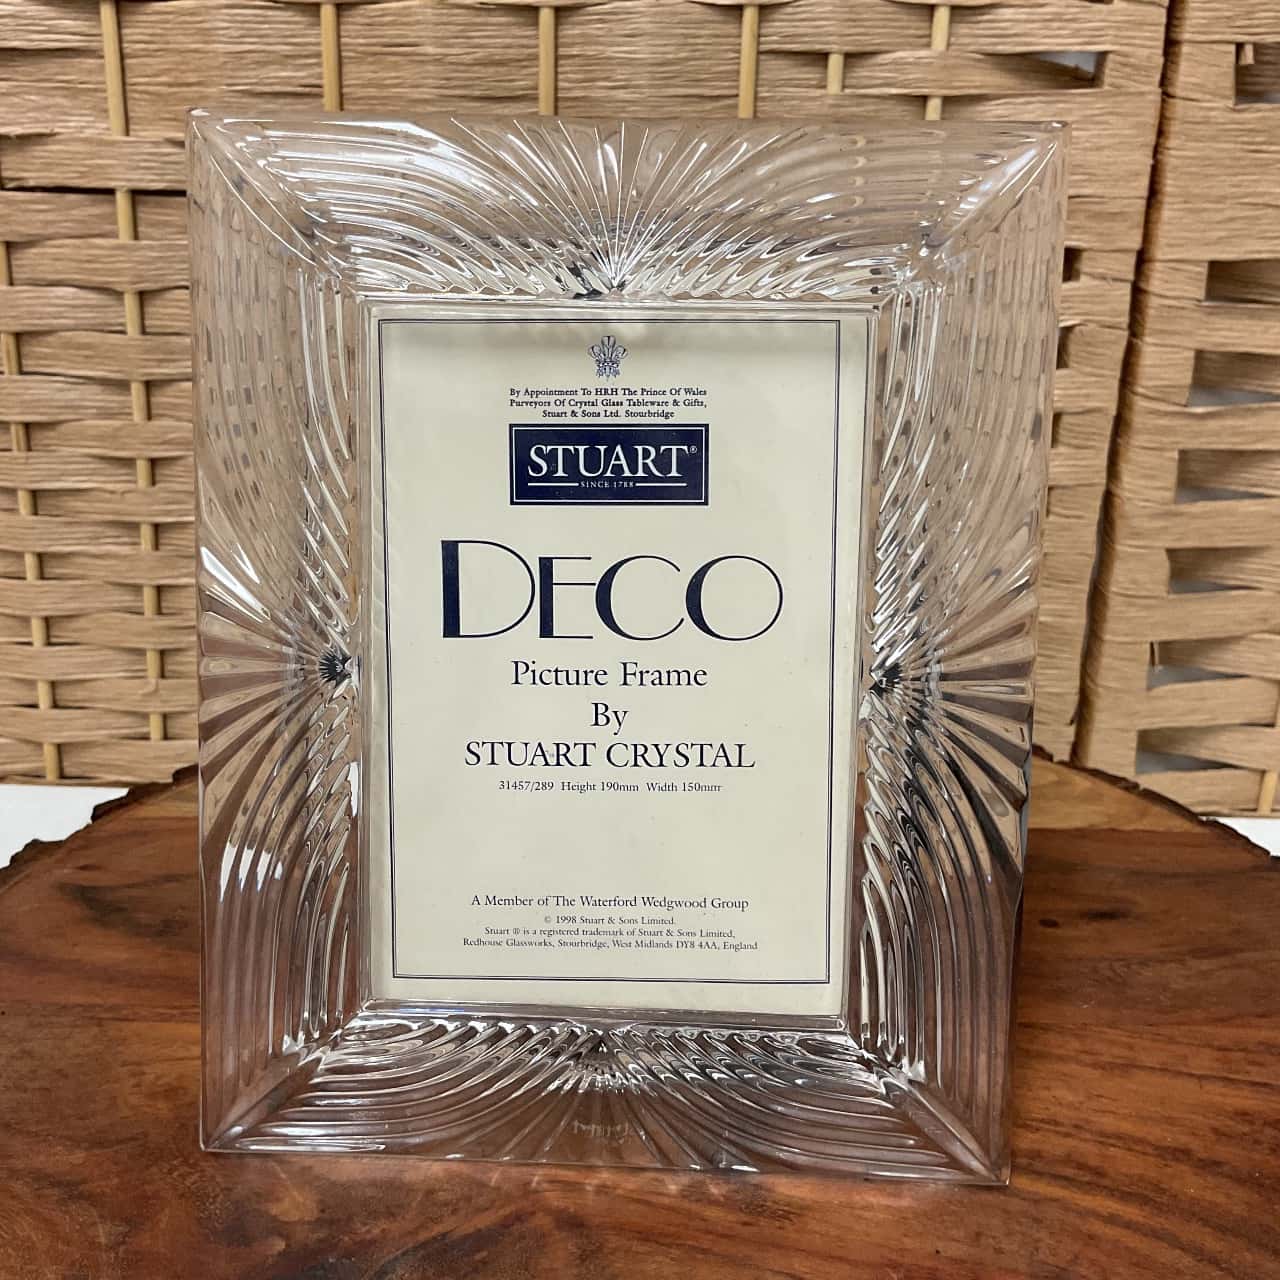 By Appointment To HRH The Prince Of Wales
Purveyors Of Crystal Glass Tableware & Gifts,
Stuart & Sons Ltd. Stourbridge
STUART®
SINCE 1788
DECO
Picture Frame
By
STUART CRYSTAL
31457/289 Height 190mm Width 150mm
A Member of The Waterford Wedgwood Group
© 1998 Stuart & Sons Limited.
Stuart ® is a registered trademark of Stuart & Sons Limited,
Redhouse Glassworks, Stourbridge, West Midlands DY8 4AA, England